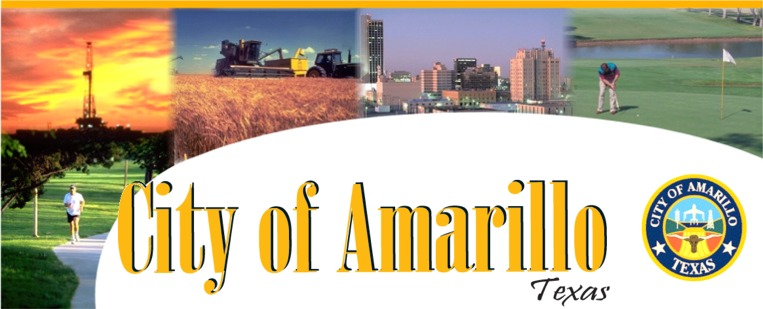 City of Amarillo
Texas
CITY OF AMARILLO
TEXAS